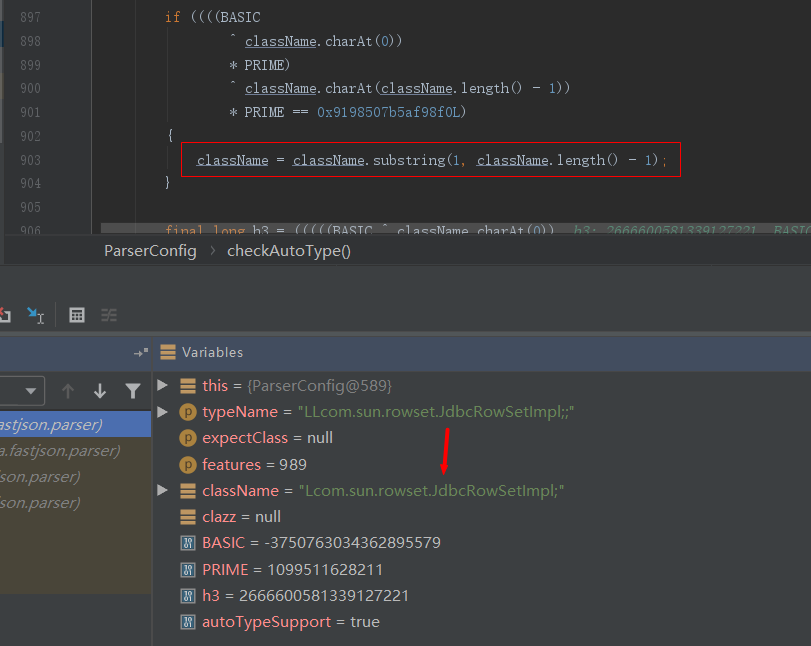 897 if ((((BASIC
898 ^ className.charAt(0))
899 * PRIME)
900 ^ className.charAt(className.length() - 1))
901 * PRIME == 0x9198507b5af98f0L)
902 {
903 className = className.substring(1, className.length() - 1);
904 }
905
906 final long h3 = (((((BASIC ^ className.charAt(0)) h3: 2666600581339127221 BASIC
ParserConfig > checkAutoType()
Variables
this = {ParserConfig@589}
astjson.parser)
typeName = "LLcom.sun.rowset.JdbcRowSetImpl;;"
a.fastjson.parser)
expectClass = null
features = 989
json.parser)
className = "Lcom.sun.rowset.JdbcRowSetImpl;"
json.parser)
clazz = null
BASIC = -3750763034362895579
PRIME = 1099511628211
h3 = 2666600581339127221
autoTypeSupport = true